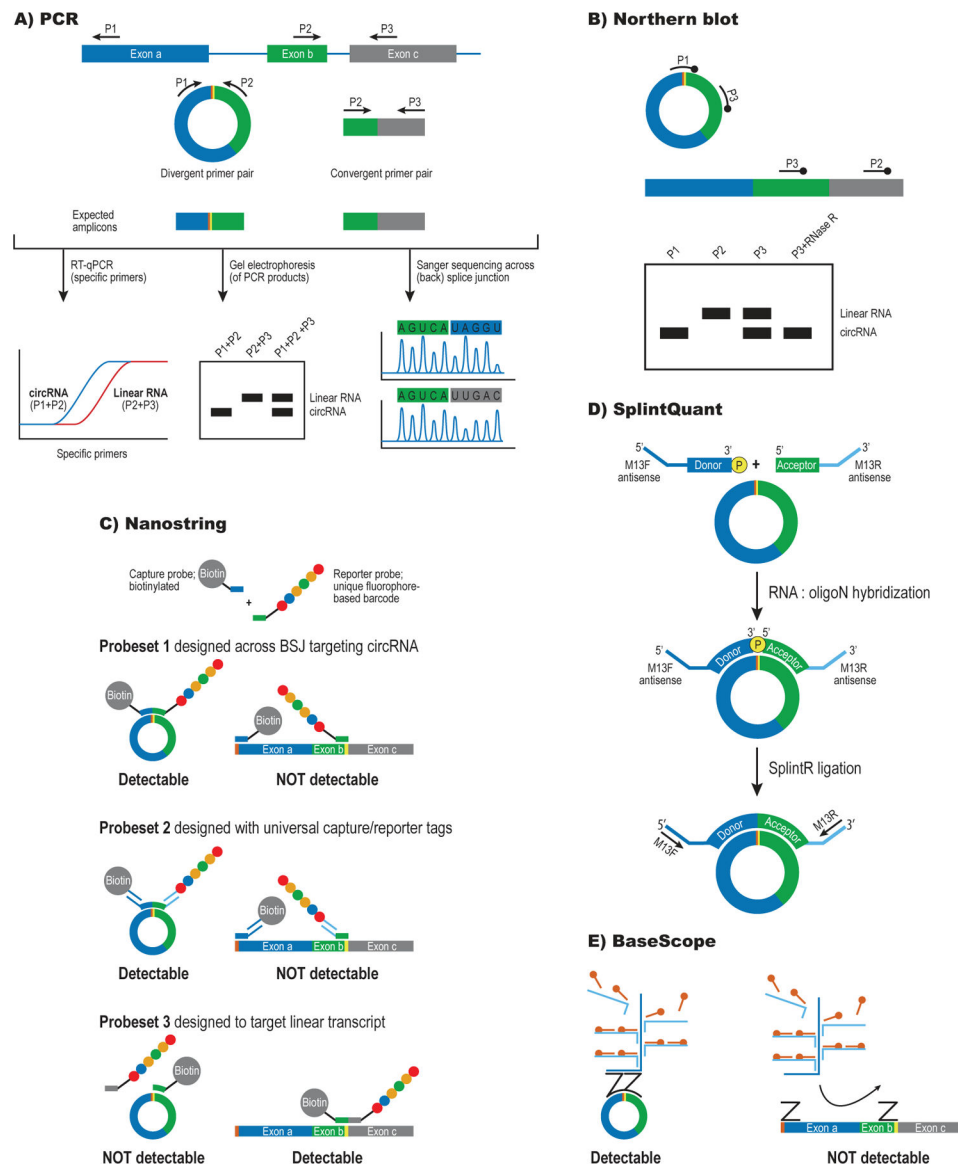 A) PCR
P1
P2
P3
Exon a
Exon b
Exon c
P1
P2
P2
P3
Divergent primer pair
Convergent primer pair
Expected
amplicons
RT-qPCR
(specific primers)
Gel electrophoresis
(of PCR products)
Sanger sequencing across
(back) splice junction
circRNA
(P1+P2)
Linear RNA
(P2+P3)
Specific primers
P1+P2
P2+P3
P1+P2 +P3
Linear RNA
circRNA
AGUCA UAGGU
AGUCA UUGAC
B) Northern blot
P1
P3
P3
P2
P1
P2
P3
P3+RNase R
Linear RNA
circRNA
C) Nanostring
Capture probe;
biotinylated
Biotin
+
Reporter probe;
unique fluorophore-
based barcode
Probeset 1 designed across BSJ targeting circRNA
Biotin
Biotin
Exon a
Exon b
Exon c
Detectable
NOT detectable
Probeset 2 designed with universal capture/reporter tags
Biotin
Biotin
Exon a
Exon b
Exon c
Detectable
NOT detectable
Probeset 3 designed to target linear transcript
Biotin
Biotin
Exon a
Exon b
Exon c
NOT detectable
Detectable
D) SplintQuant
5’
3’
5’
3’
M13F
antisense
Donor
P
+
Acceptor
M13R
antisense
RNA : oligoN hybridization
5’
3’
5’
3’
M13F
antisense
Donor
P
Acceptor
M13R
antisense
SplintR ligation
5’
3’
M13F
Donor
Acceptor
M13R
E) BaseScope
Exon a
Exon b
Exon c
Detectable
NOT detectable